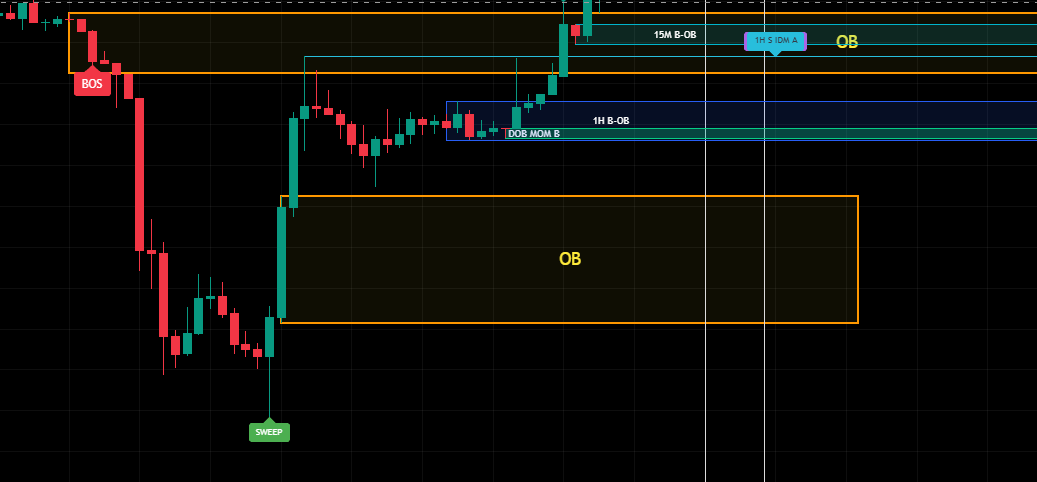 15M B-OB
1H S IDM A
OB
BOS
1H B-OB
DOB MOM B
OB
SWEEP